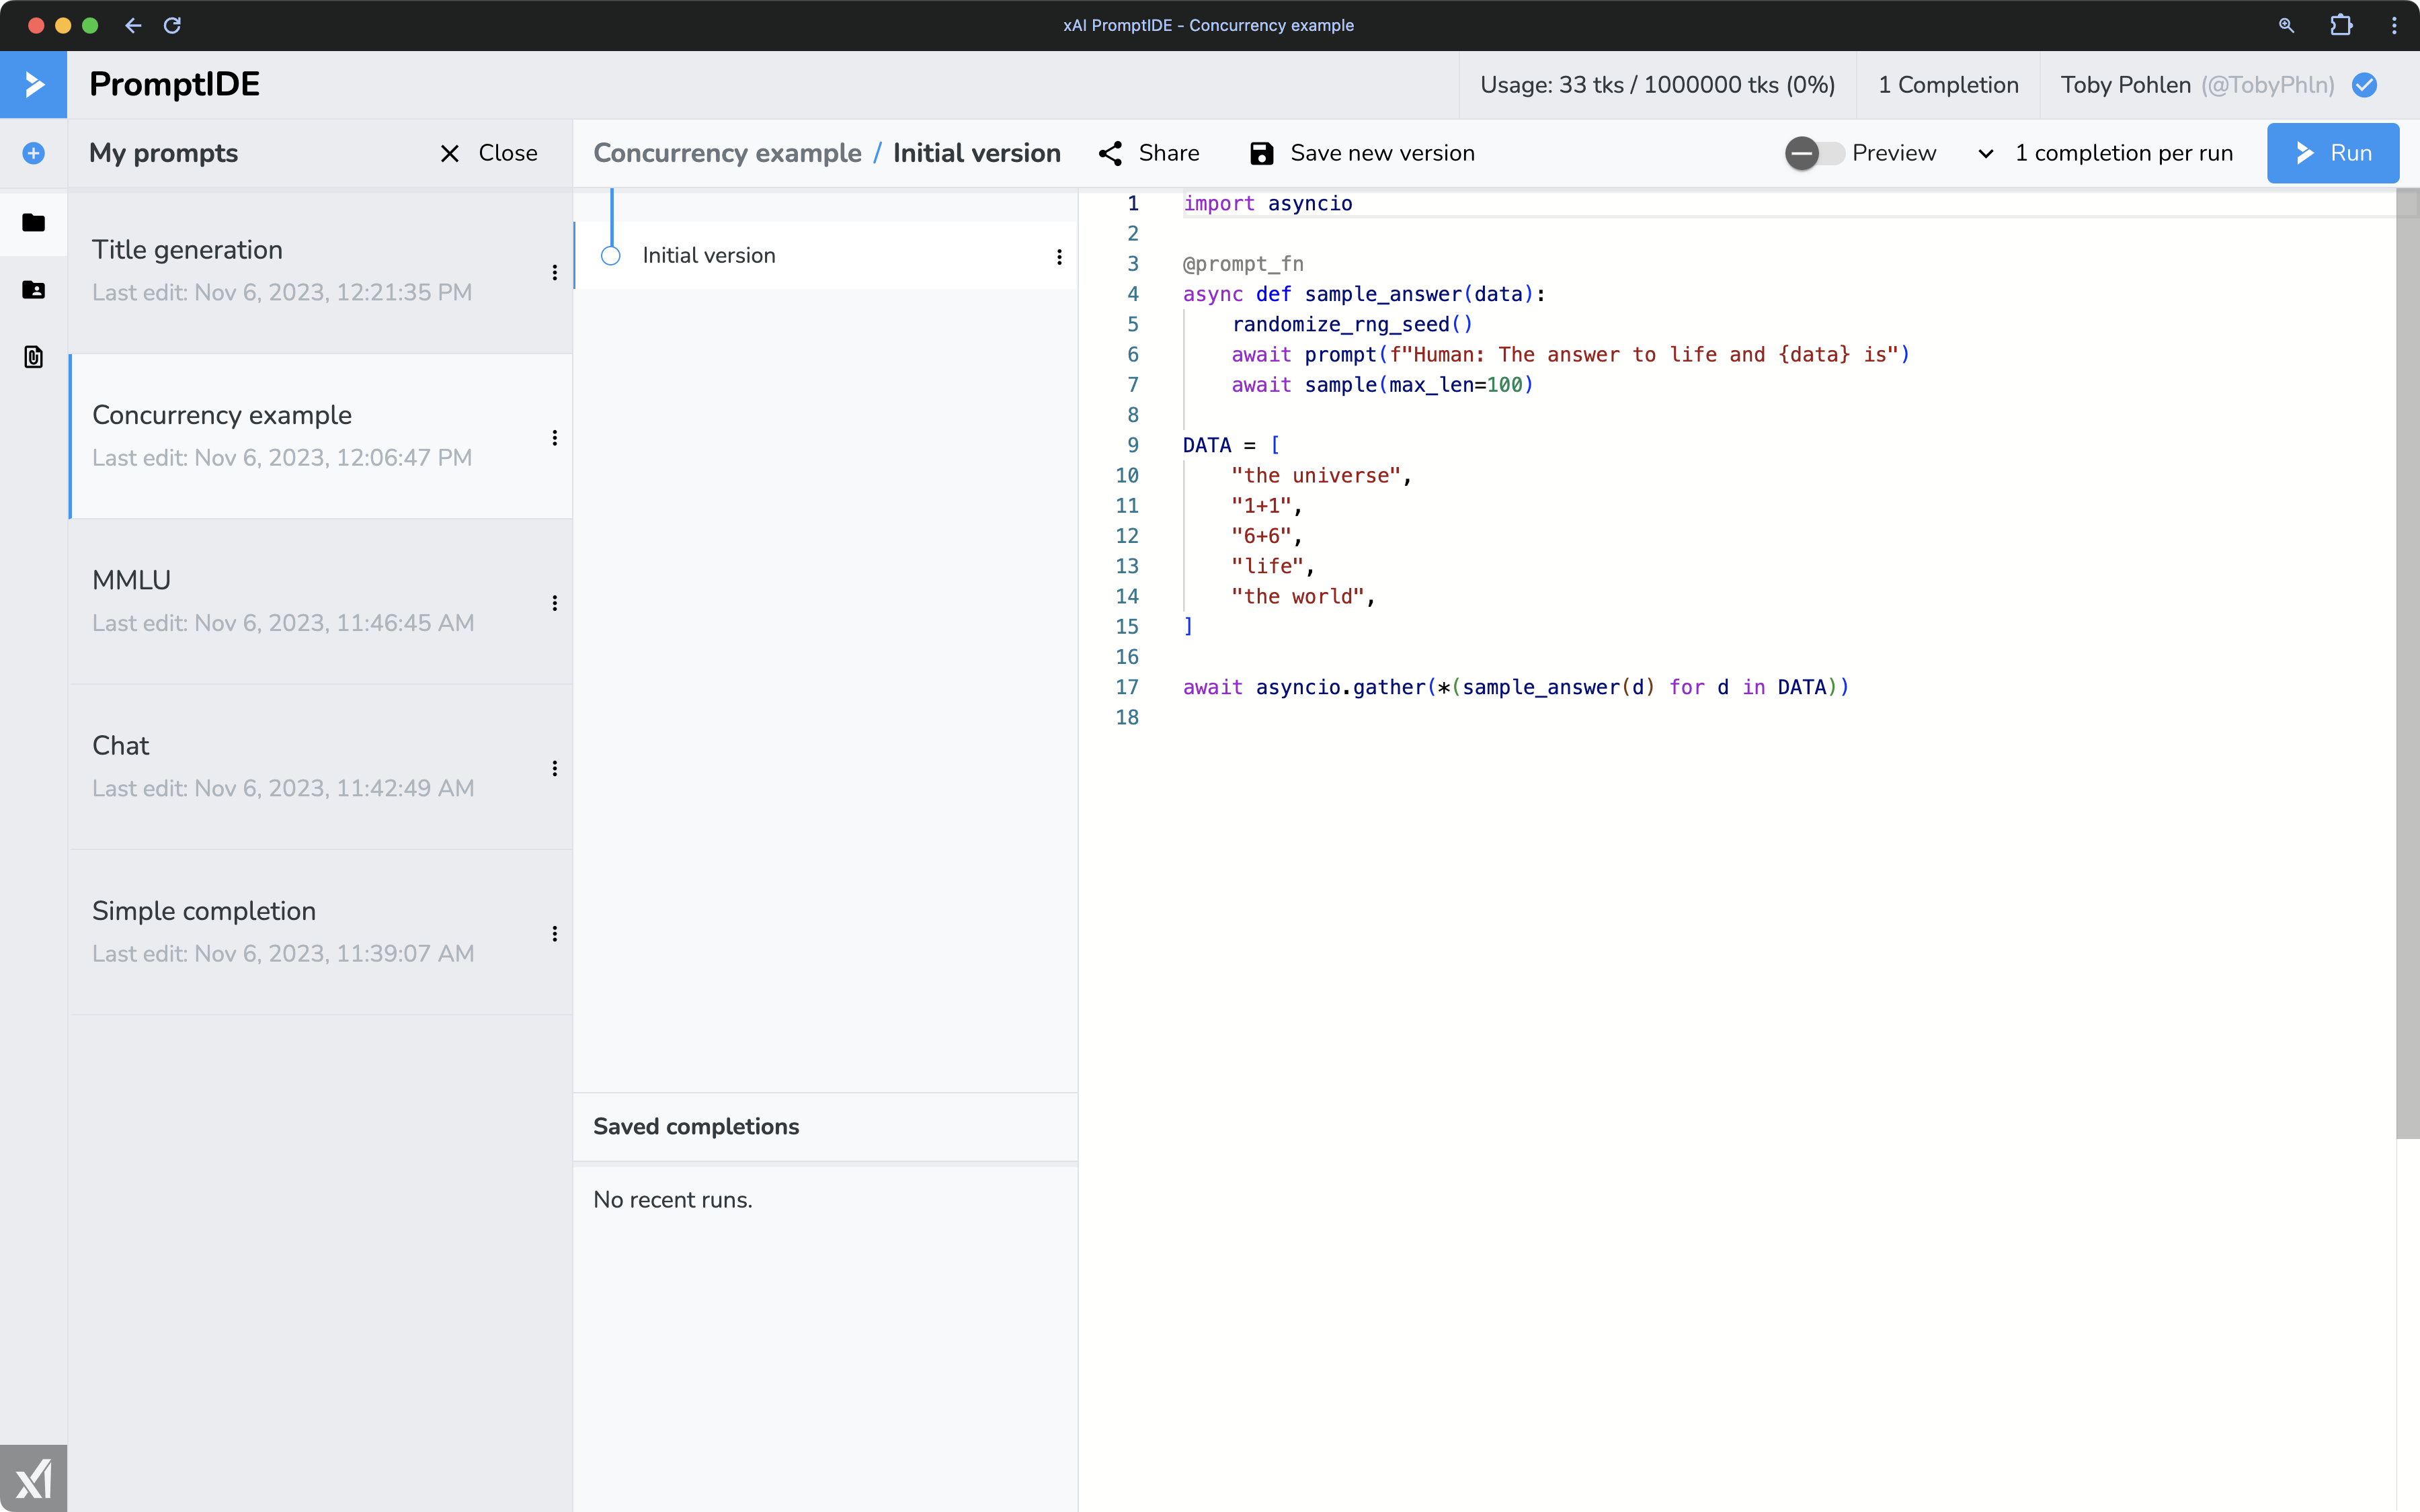 xAI PromptIDE - Concurrency example
PromptIDE
Usage: 33 tks / 1000000 tks (0%)
1 Completion
Toby Pohlen (@TobyPhln)
My prompts
Close
Concurrency example / Initial version
Share
Save new version
Preview
1 completion per run
Run
Title generation
Last edit: Nov 6, 2023, 12:21:35 PM
Concurrency example
Last edit: Nov 6, 2023, 12:06:47 PM
MMLU
Last edit: Nov 6, 2023, 11:46:45 AM
Chat
Last edit: Nov 6, 2023, 11:42:49 AM
Simple completion
Last edit: Nov 6, 2023, 11:39:07 AM
Initial version
Saved completions
No recent runs.
1 import asyncio
2
3 @prompt_fn
4 async def sample_answer(data):
5     randomize_rng_seed()
6     await prompt(f"Human: The answer to life and {data} is")
7     await sample(max_len=100)
8
9 DATA = [
10     "the universe",
11     "1+1",
12     "6+6",
13     "life",
14     "the world",
15 ]
16
17 await asyncio.gather(*(sample_answer(d) for d in DATA))
18
xAI